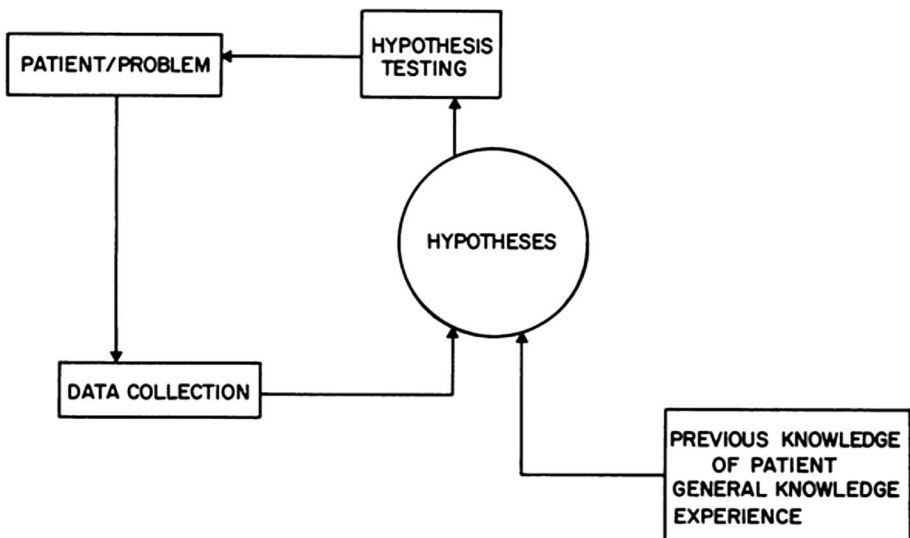 PATIENT/PROBLEM
HYPOTHESIS
TESTING
HYPOTHESES
DATA COLLECTION
PREVIOUS KNOWLEDGE
OF PATIENT
GENERAL KNOWLEDGE
EXPERIENCE